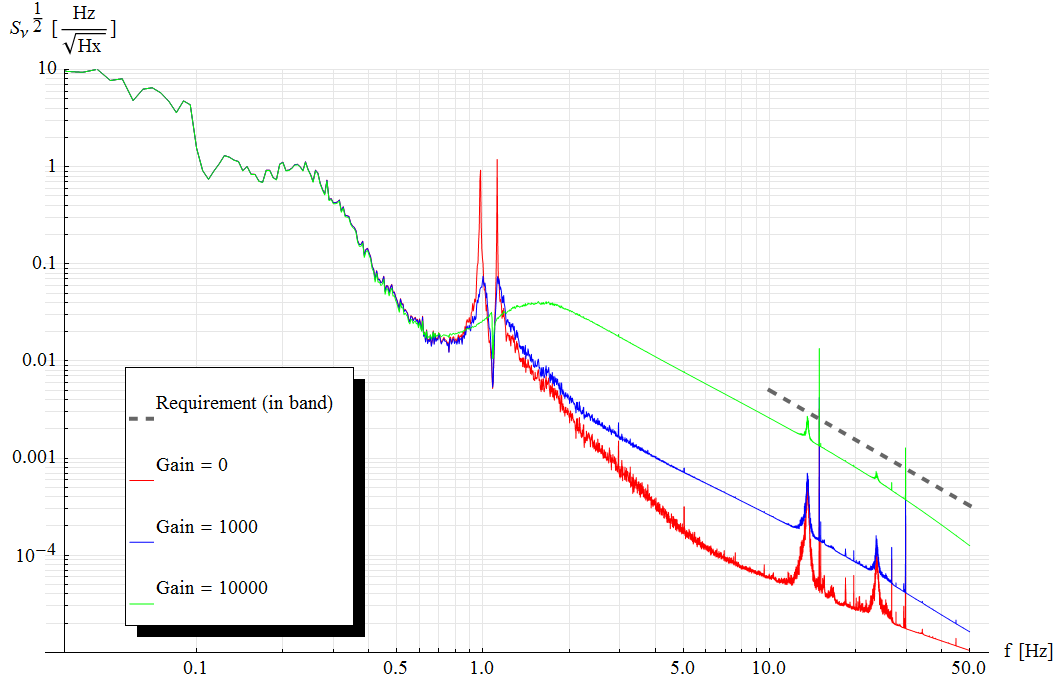 Sν 1/2 [ Hz/√Hx ]
10
1
0.1
0.01
0.001
10−4
Requirement (in band)
Gain = 0
Gain = 1000
Gain = 10000
0.1 0.5 1.0 5.0 10.0 50.0
f [Hz]